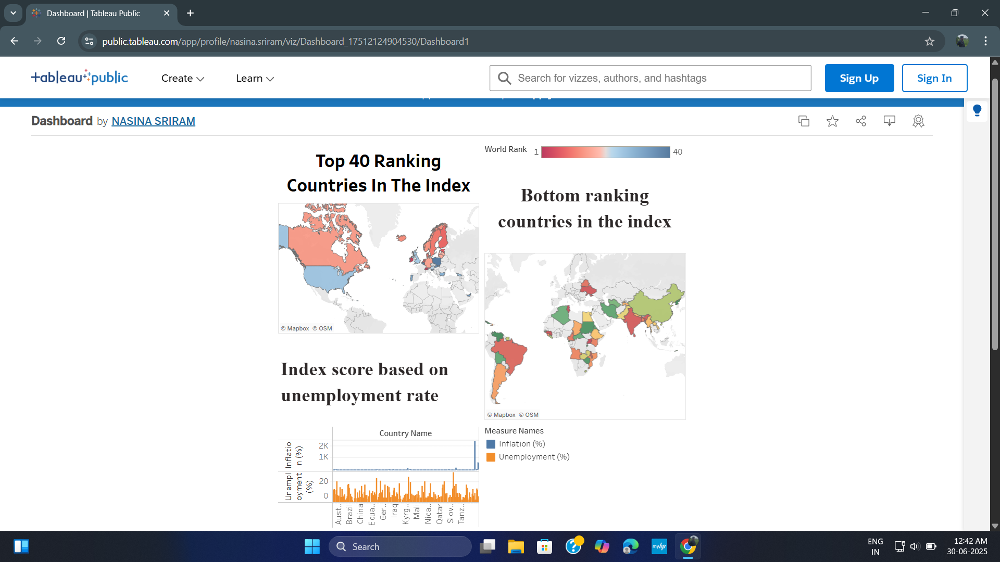 Dashboard | Tableau Public
public.tableau.com/app/profile/nasina.sriram/viz/Dashboard_17512124904530/Dashboard1
tableau public
Create
Learn
Search for vizzes, authors, and hashtags
Sign Up
Sign In
Dashboard by NASINA SRIRAM
Top 40 Ranking
Countries In The Index
© Mapbox © OSM
World Rank
1
40
Bottom ranking
countries in the index
© Mapbox © OSM
Index score based on
unemployment rate
Country Name
Inflatio
n (%)
2K
1K
Unempl
oyment
(%)
20
0
Aust..
Brazil
China
Ecua..
Ger..
Iraq
Kyrg..
Mali
Nica..
Qatar
Slov..
Tanz..
Measure Names
Inflation (%)
Unemployment (%)
Search
myhp
ENG
IN
12:42 AM
30-06-2025